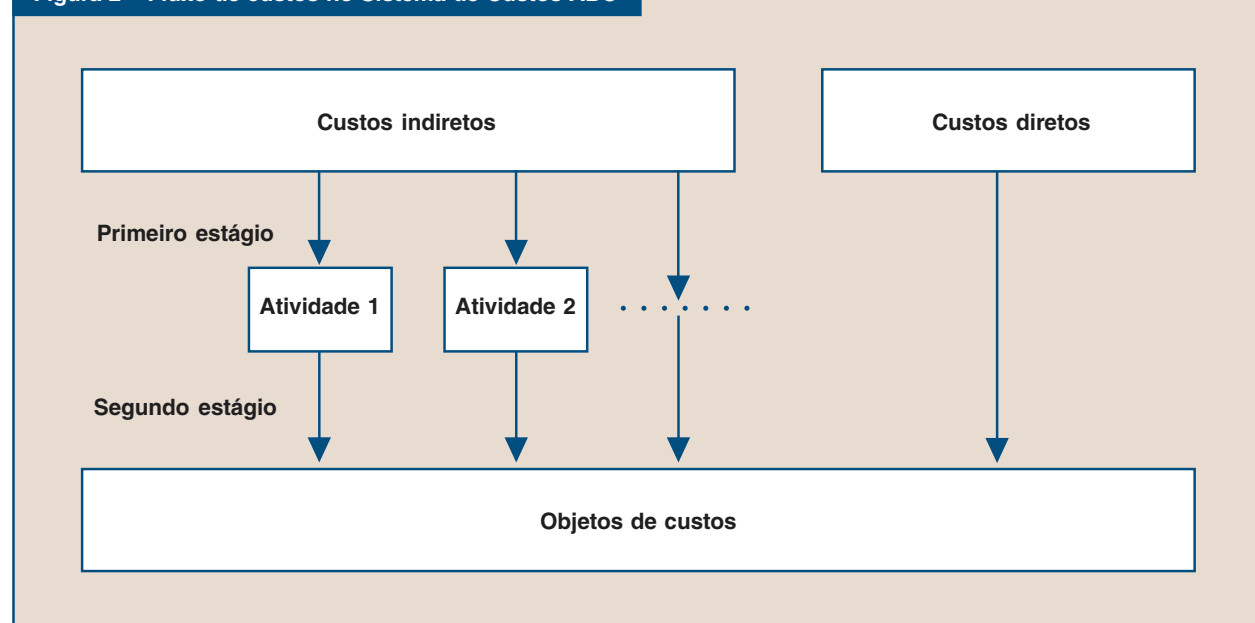 Custos indiretos
Custos diretos
Primeiro estágio
Atividade 1
Atividade 2
Segundo estágio
Objetos de custos